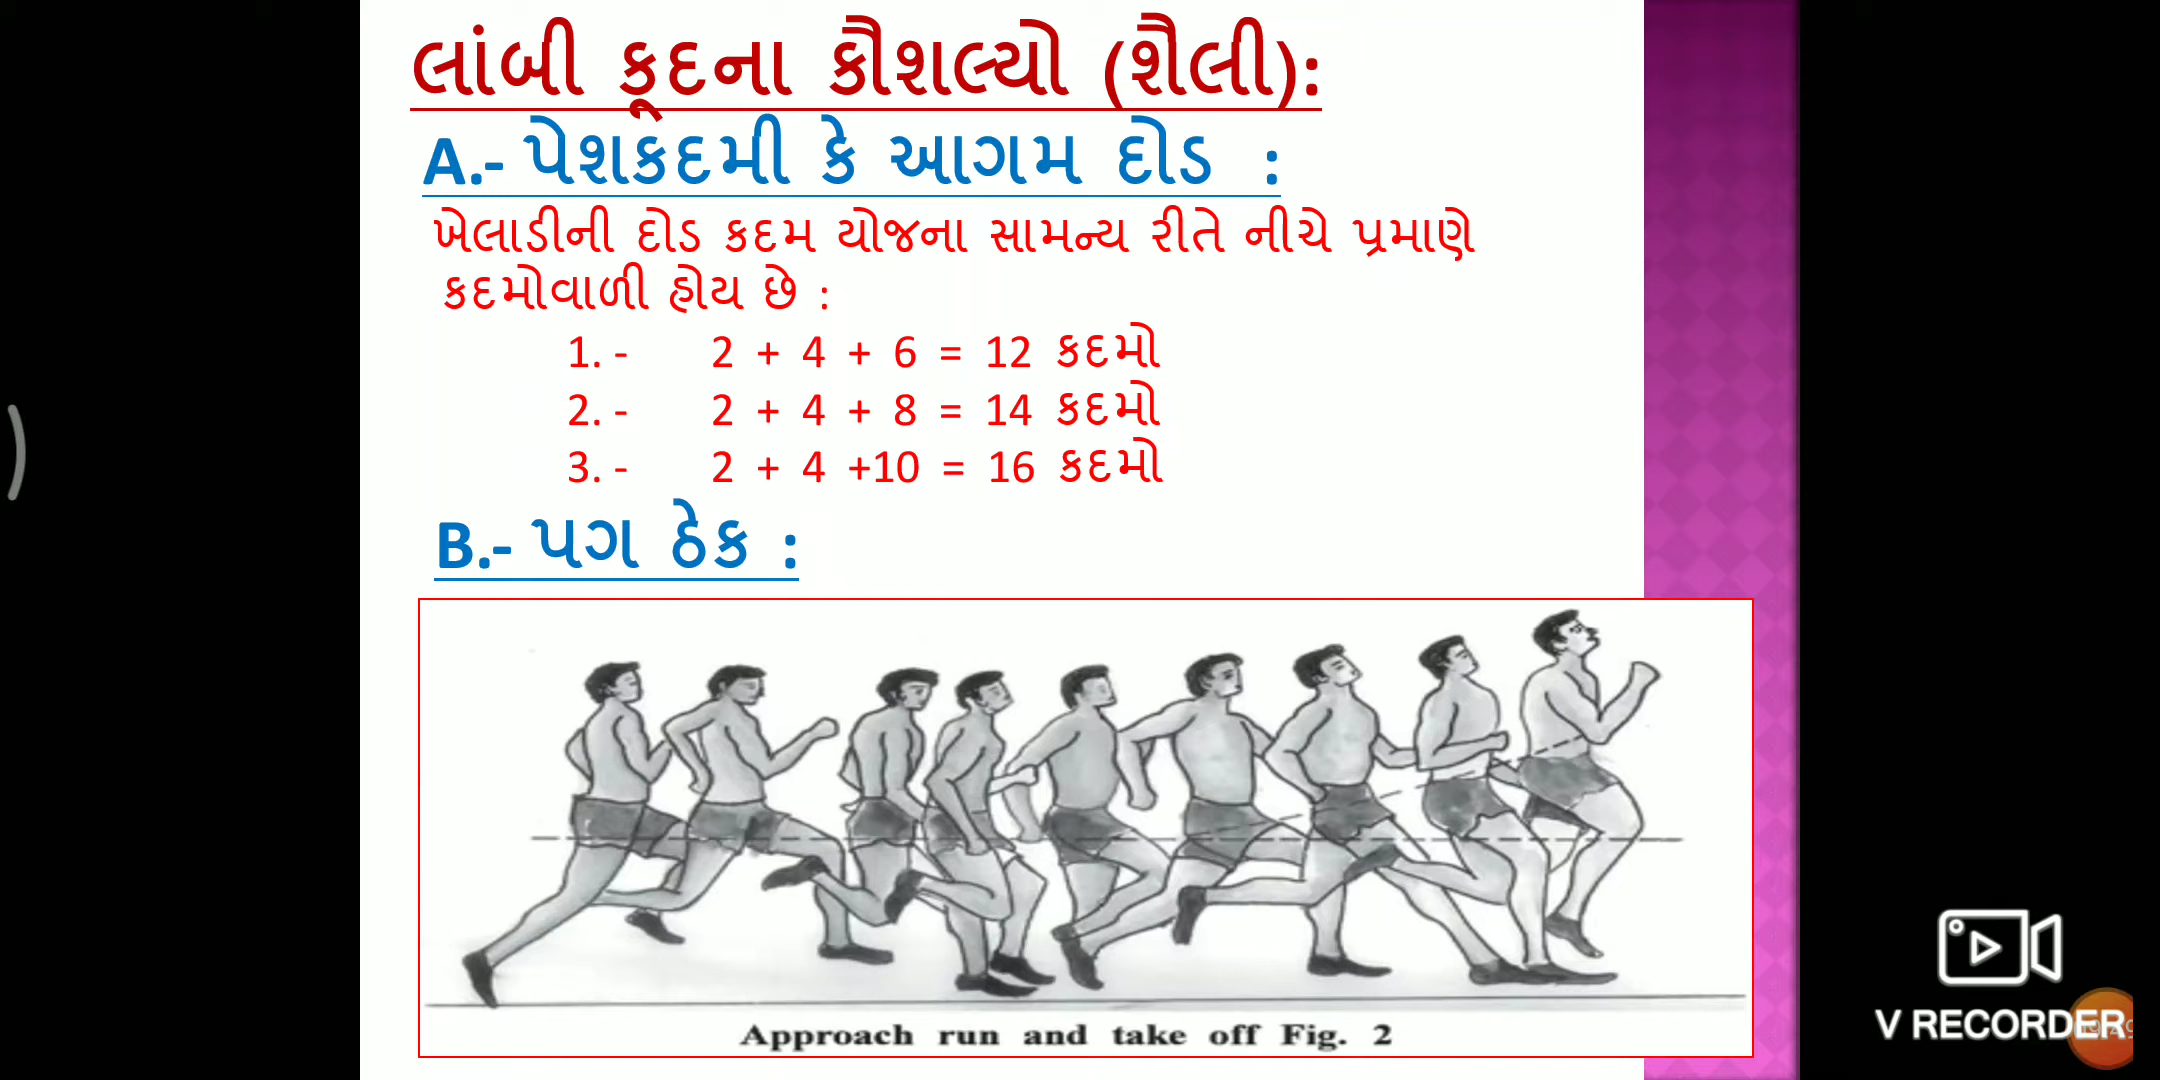 લાંબી કૂદના કૌશલ્યો (શૈલી):
A.- પેશકદમી કે આગમ દોડ :
ખેલાડીની દોડ કદમ યોજના સામન્ય રીતે નીચે પ્રમાણે
કદમોવાળી હોય છે :
1. - 2 + 4 + 6 = 12 કદમો
2. - 2 + 4 + 8 = 14 કદમો
3. - 2 + 4 +10 = 16 કદમો
B.- પગ ઠેક :
Approach run and take off Fig. 2
V RECORDER